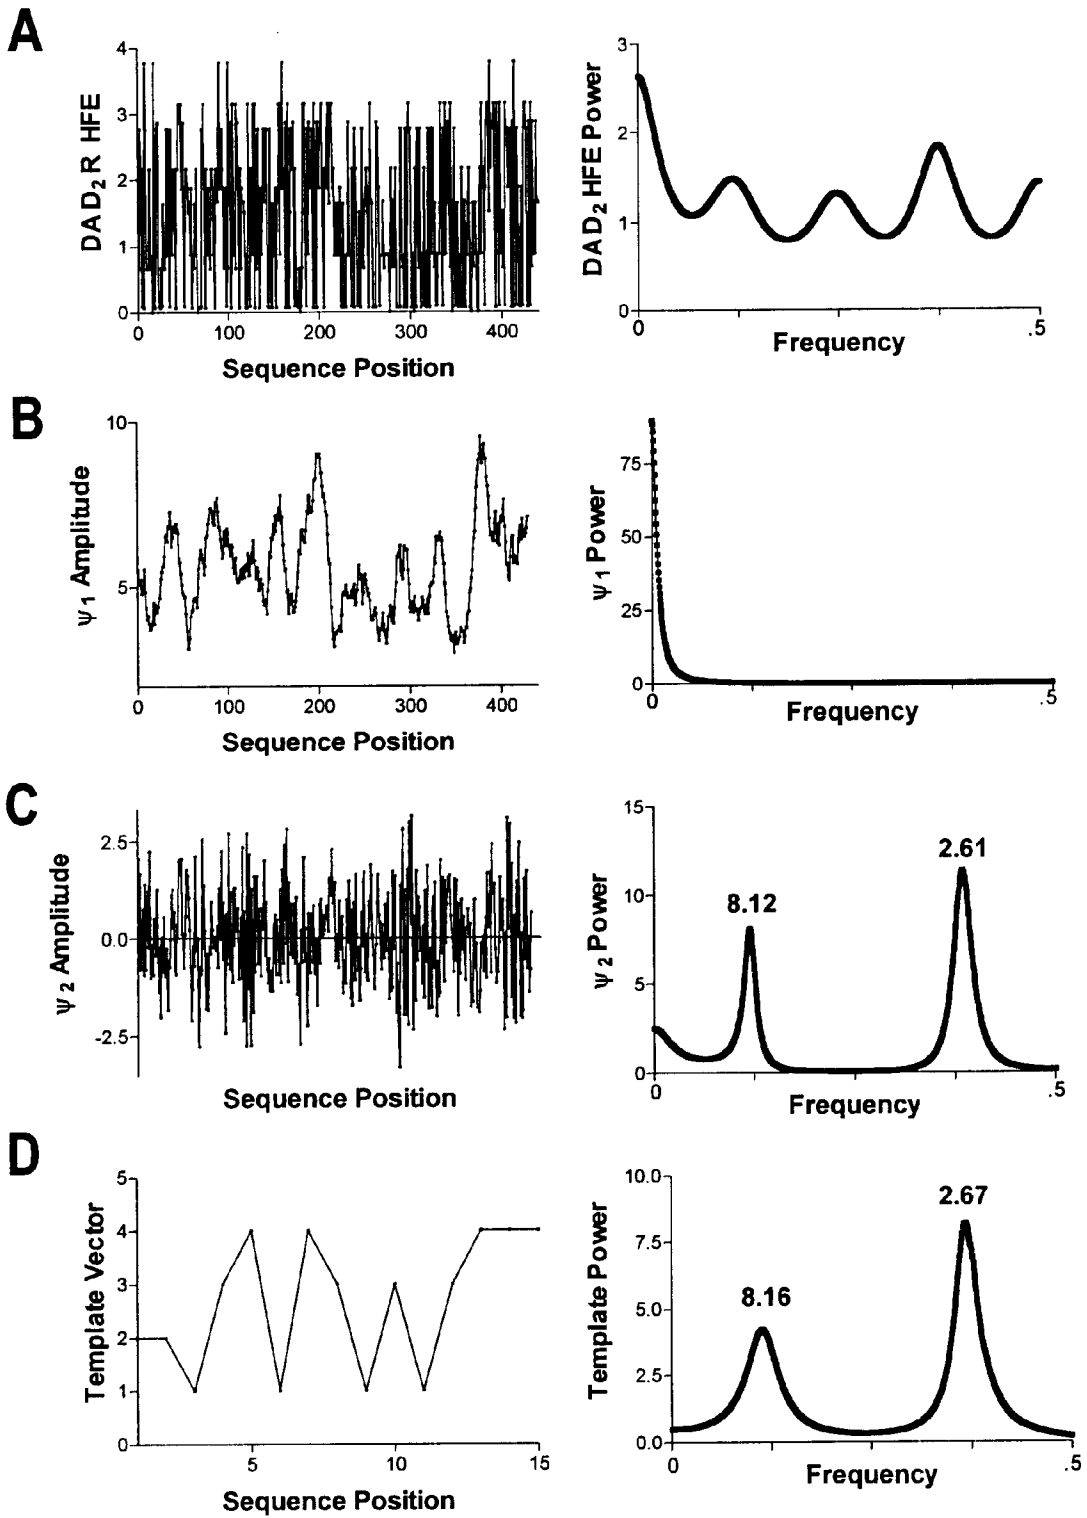 A
DA D2 R HFE
4
3
2
1
0
0
100
200
300
400
Sequence Position
DA D2 HFE Power
3
2
1
0
0
.5
Frequency
B
ψ1 Amplitude
10
5
0
100
200
300
400
Sequence Position
ψ1 Power
75
50
25
0
0
.5
Frequency
C
ψ2 Amplitude
2.5
0.0
-2.5
Sequence Position
ψ2 Power
15
10
5
0
8.12
2.61
0
.5
Frequency
D
Template Vector
5
4
3
2
1
0
5
10
15
Sequence Position
Template Power
10.0
7.5
5.0
2.5
0.0
8.16
2.67
0
.5
Frequency